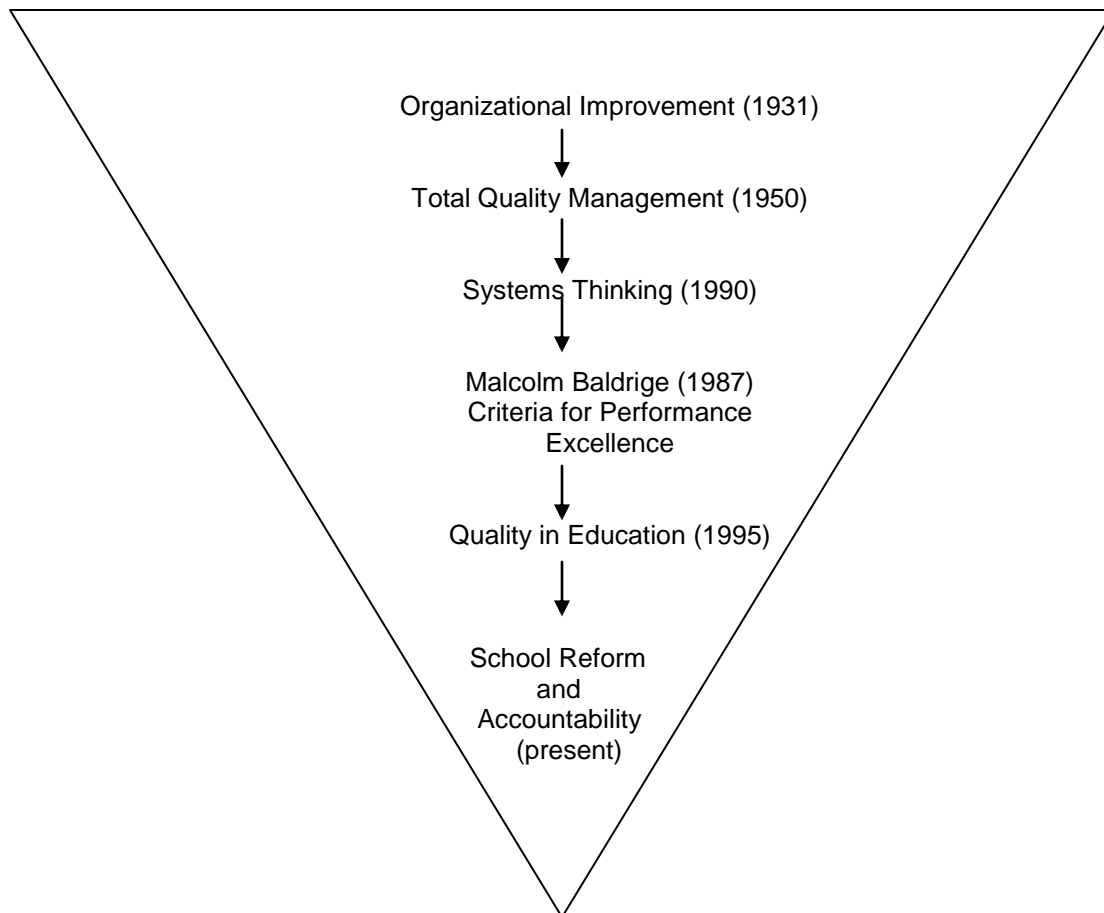 Organizational Improvement (1931)
Total Quality Management (1950)
Systems Thinking (1990)
Malcolm Baldrige (1987)
Criteria for Performance
Excellence
Quality in Education (1995)
School Reform
and
Accountability
(present)